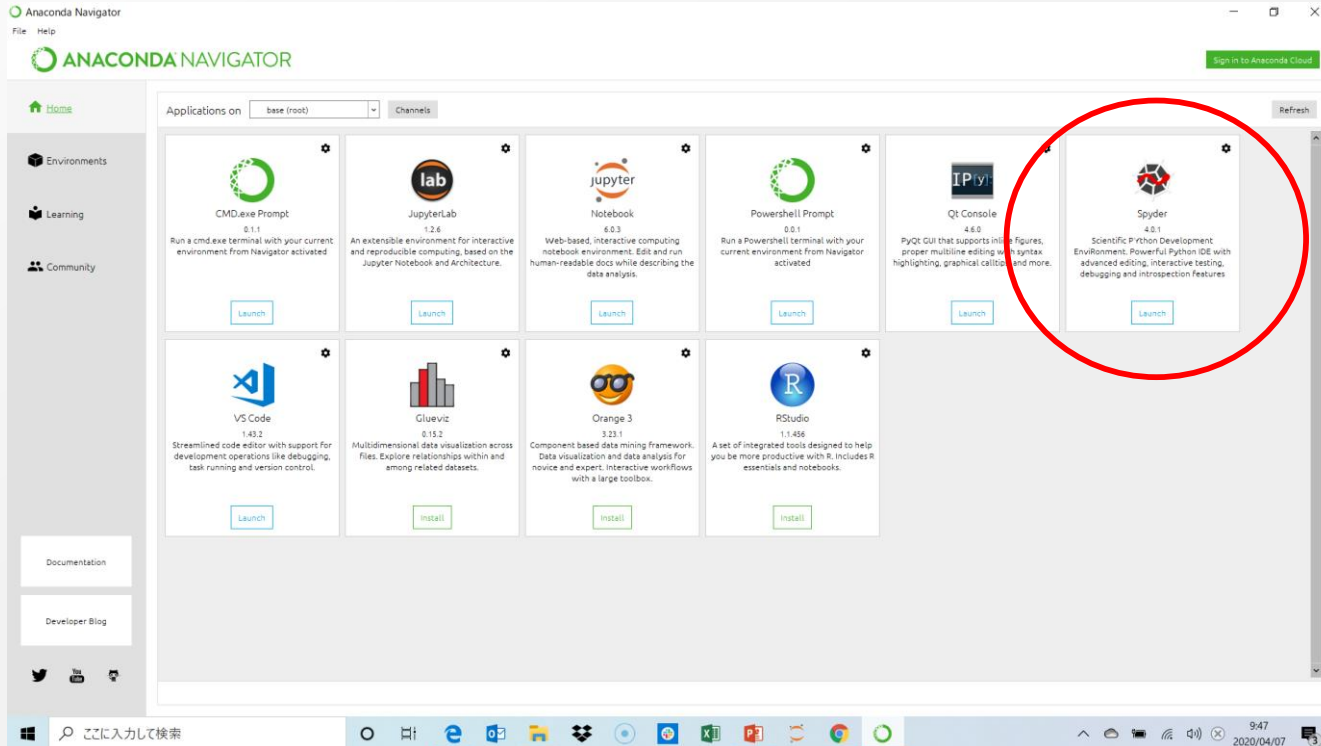 Anaconda Navigator
File Help
ANACONDA NAVIGATOR
Sign in to Anaconda Cloud
Home
Environments
Learning
Community
Documentation
Developer Blog
Applications on base (root) Channels
Refresh
CMD.exe Prompt
0.1.1
Run a cmd.exe terminal with your current
environment from Navigator activated
Launch
lab
JupyterLab
1.2.6
An extensible environment for interactive
and reproducible computing, based on the
Jupyter Notebook and Architecture.
Launch
jupyter
Notebook
6.0.3
Web-based, interactive computing
notebook environment. Edit and run
human-readable docs while describing the
data analysis.
Launch
Powershell Prompt
0.0.1
Run a Powershell terminal with your
current environment from Navigator
activated
Launch
IP[y]:
Qt Console
4.6.0
PyQt GUI that supports inline figures,
proper multiline editing with syntax
highlighting, graphical calltips and more.
Launch
Spyder
4.0.1
Scientific PYthon Development
EnviRonment. Powerful Python IDE with
advanced editing, interactive testing,
debugging and introspection features
Launch
VS Code
1.43.2
Streamlined code editor with support for
development operations like debugging,
task running and version control.
Launch
Glueviz
0.15.2
Multidimensional data visualization across
files. Explore relationships within and
among related datasets.
Install
Orange 3
3.23.1
Component based data mining framework.
Data visualization and data analysis for
novice and expert. Interactive workflows
with a large toolbox.
Install
R
RStudio
1.1.456
A set of integrated tools designed to help
you be more productive with R. Includes R
essentials and notebooks.
Install
You
Tube
ここに入力して検索
9:47
2020/04/07
3